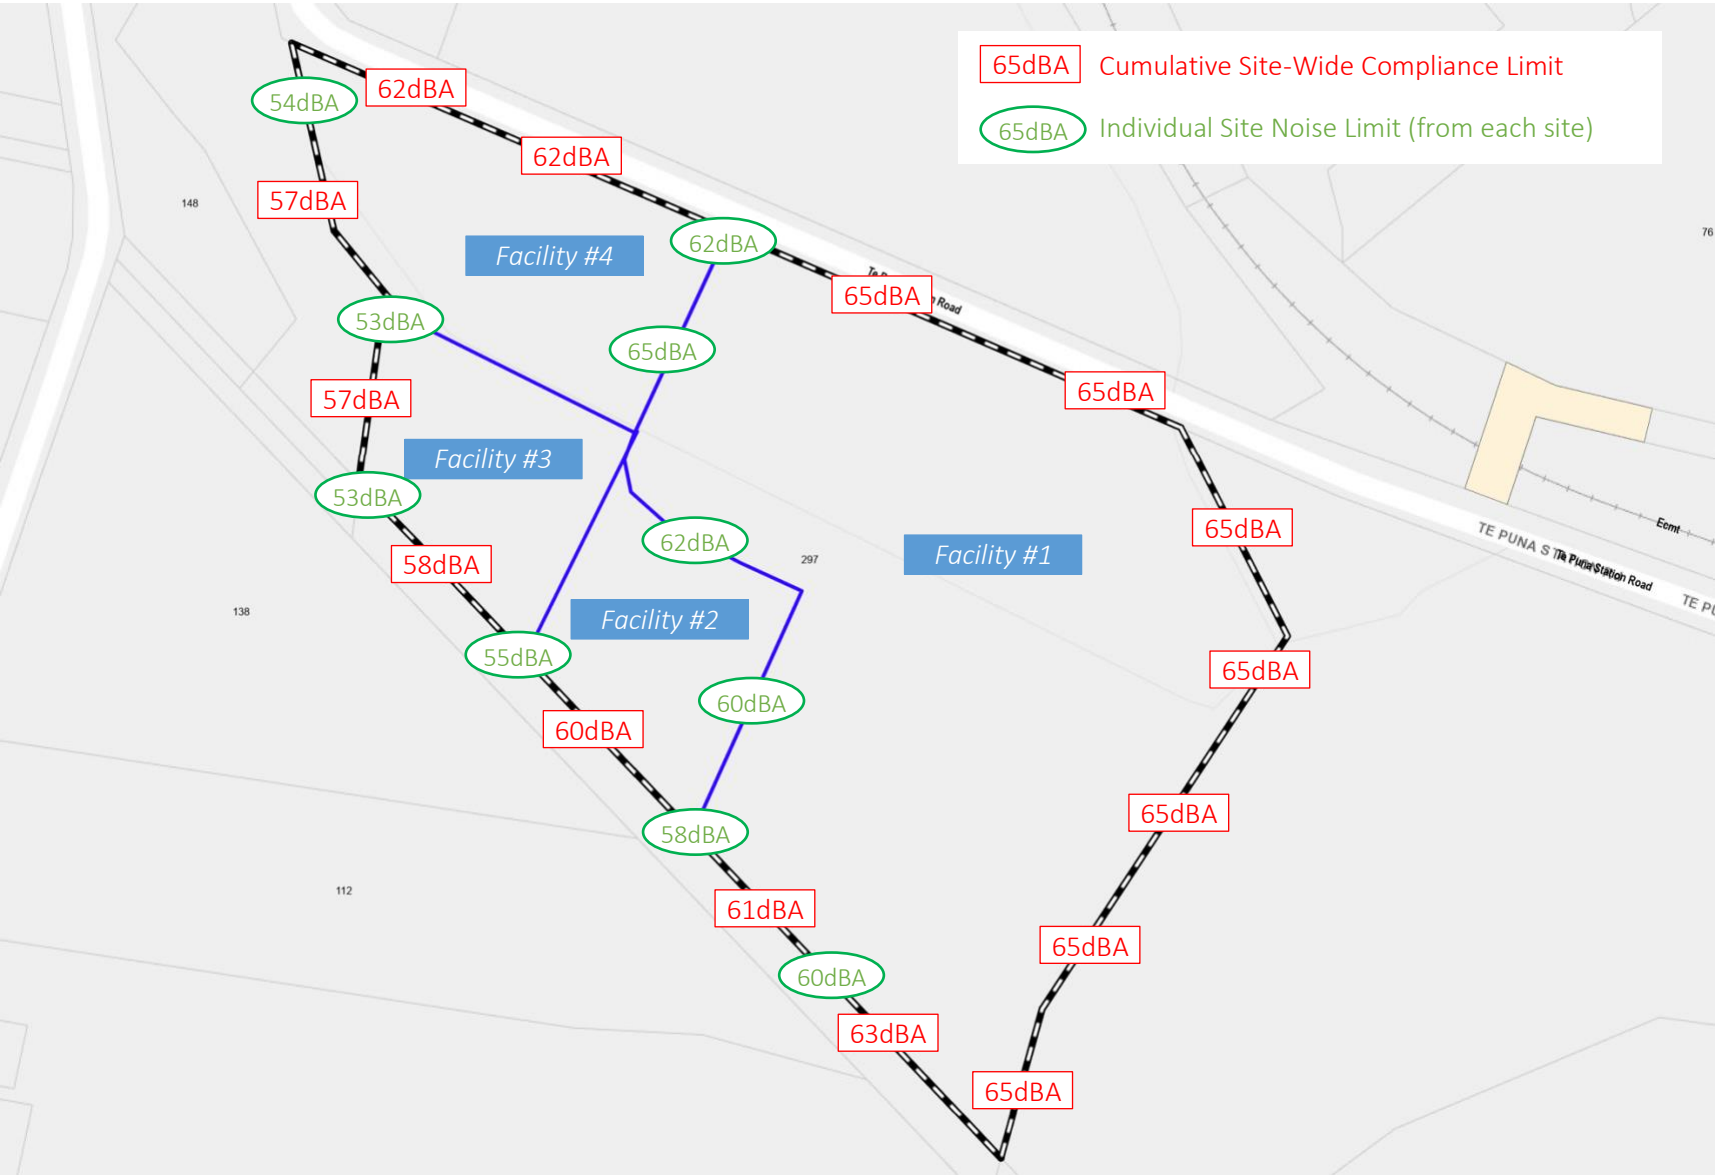 65dBA Cumulative Site-Wide Compliance Limit
65dBA Individual Site Noise Limit (from each site)
62dBA
54dBA
62dBA
57dBA
148
76
62dBA
Facility #4
65dBA
Road
53dBA
65dBA
65dBA
57dBA
Facility #3
53dBA
65dBA
Ecmt
TE PUNA
Te Puna Station Road
62dBA
297
Facility #1
58dBA
138
Facility #2
55dBA
65dBA
60dBA
60dBA
65dBA
58dBA
112
61dBA
65dBA
60dBA
63dBA
65dBA